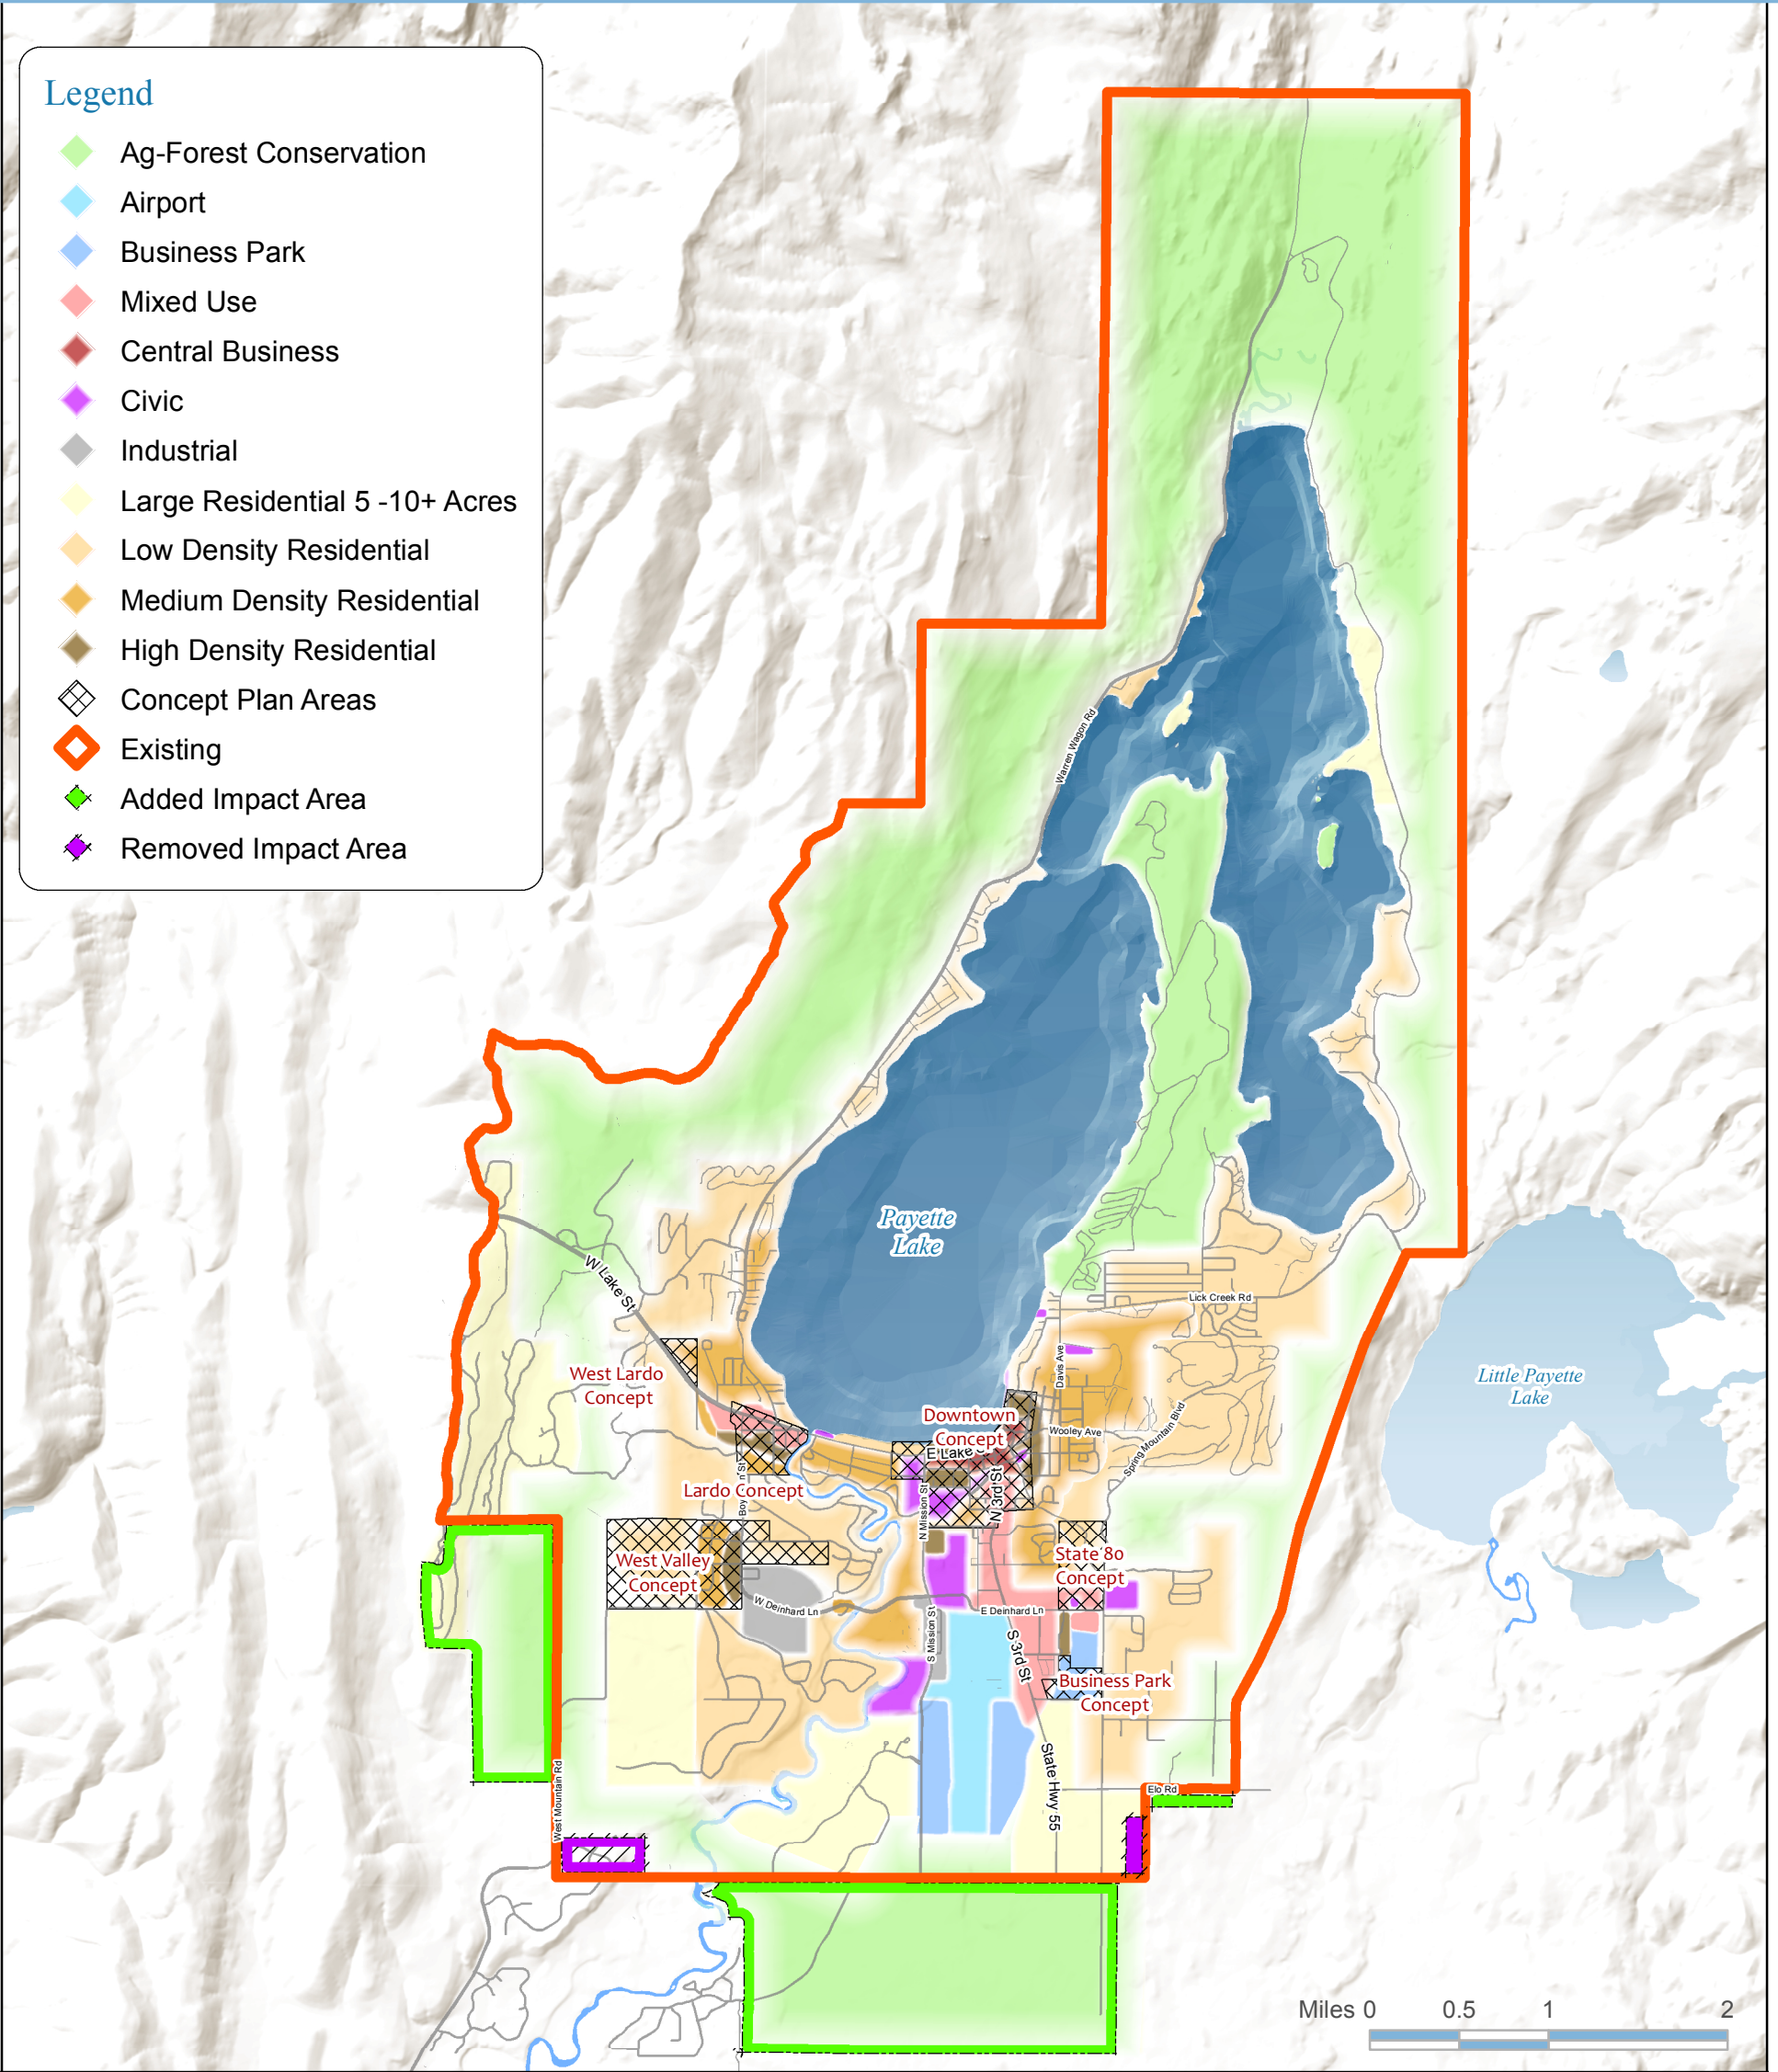 Legend
Ag-Forest Conservation
Airport
Business Park
Mixed Use
Central Business
Civic
Industrial
Large Residential 5 -10+ Acres
Low Density Residential
Medium Density Residential
High Density Residential
Concept Plan Areas
Existing
Added Impact Area
Removed Impact Area
Warren Wagon Rd
Payette
Lake
W Lake St
Lick Creek Rd
Little Payette
Lake
Davis Ave
West Lardo
Concept
Downtown
Concept
E Lake
Wooley Ave
Spring Mountain Blvd
Lardo Concept
N Mission St
N 3rd St
West Valley
Concept
State 80
Concept
W Deinhard Ln
E Deinhard Ln
S Mission St
S 3rd St
Business Park
Concept
State Hwy 55
West Mountain Rd
Elo Rd
Miles 0 0.5 1 2